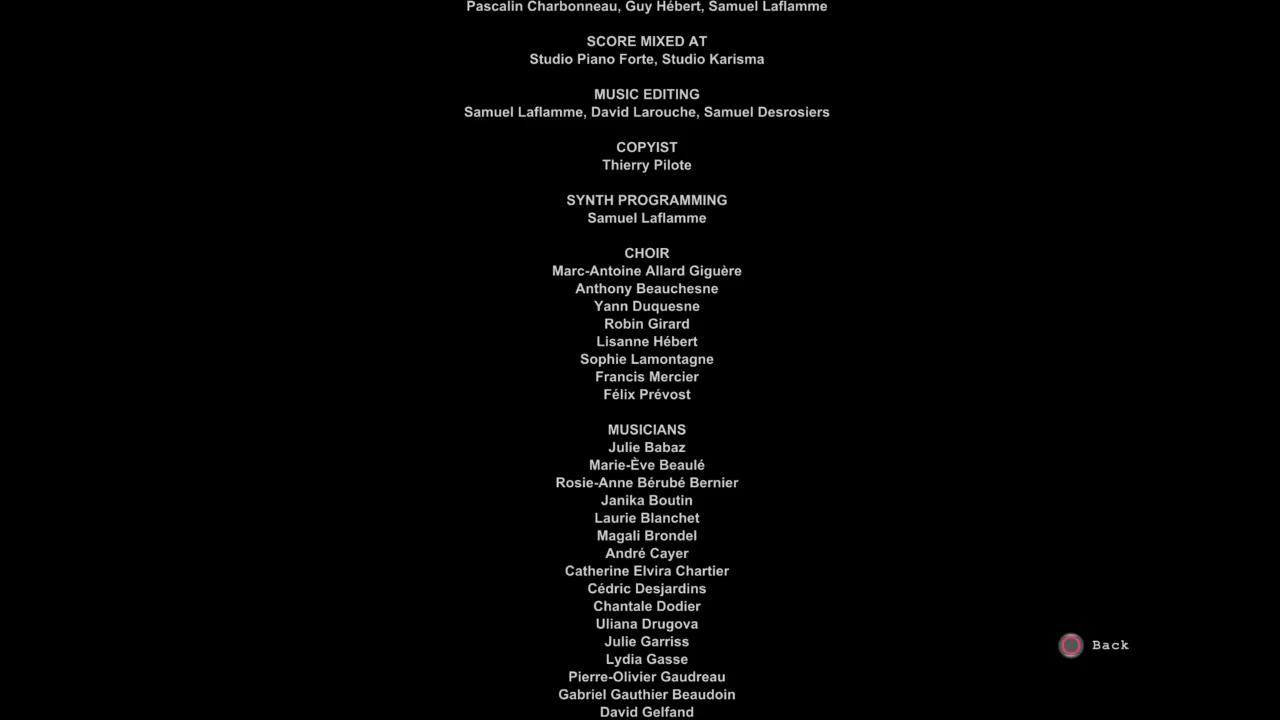 Pascalin Charbonneau, Guy Hébert, Samuel Laflamme
SCORE MIXED AT
Studio Piano Forte, Studio Karisma
MUSIC EDITING
Samuel Laflamme, David Larouche, Samuel Desrosiers
COPYIST
Thierry Pilote
SYNTH PROGRAMMING
Samuel Laflamme
CHOIR
Marc-Antoine Allard Giguère
Anthony Beauchesne
Yann Duquesne
Robin Girard
Lisanne Hébert
Sophie Lamontagne
Francis Mercier
Félix Prévost
MUSICIANS
Julie Babaz
Marie-Ève Beaulé
Rosie-Anne Bérubé Bernier
Janika Boutin
Laurie Blanchet
Magali Brondel
André Cayer
Catherine Elvira Chartier
Cédric Desjardins
Chantale Dodier
Uliana Drugova
Julie Garriss
Lydia Gasse
Pierre-Olivier Gaudreau
Gabriel Gauthier Beaudoin
David Gelfand
Back